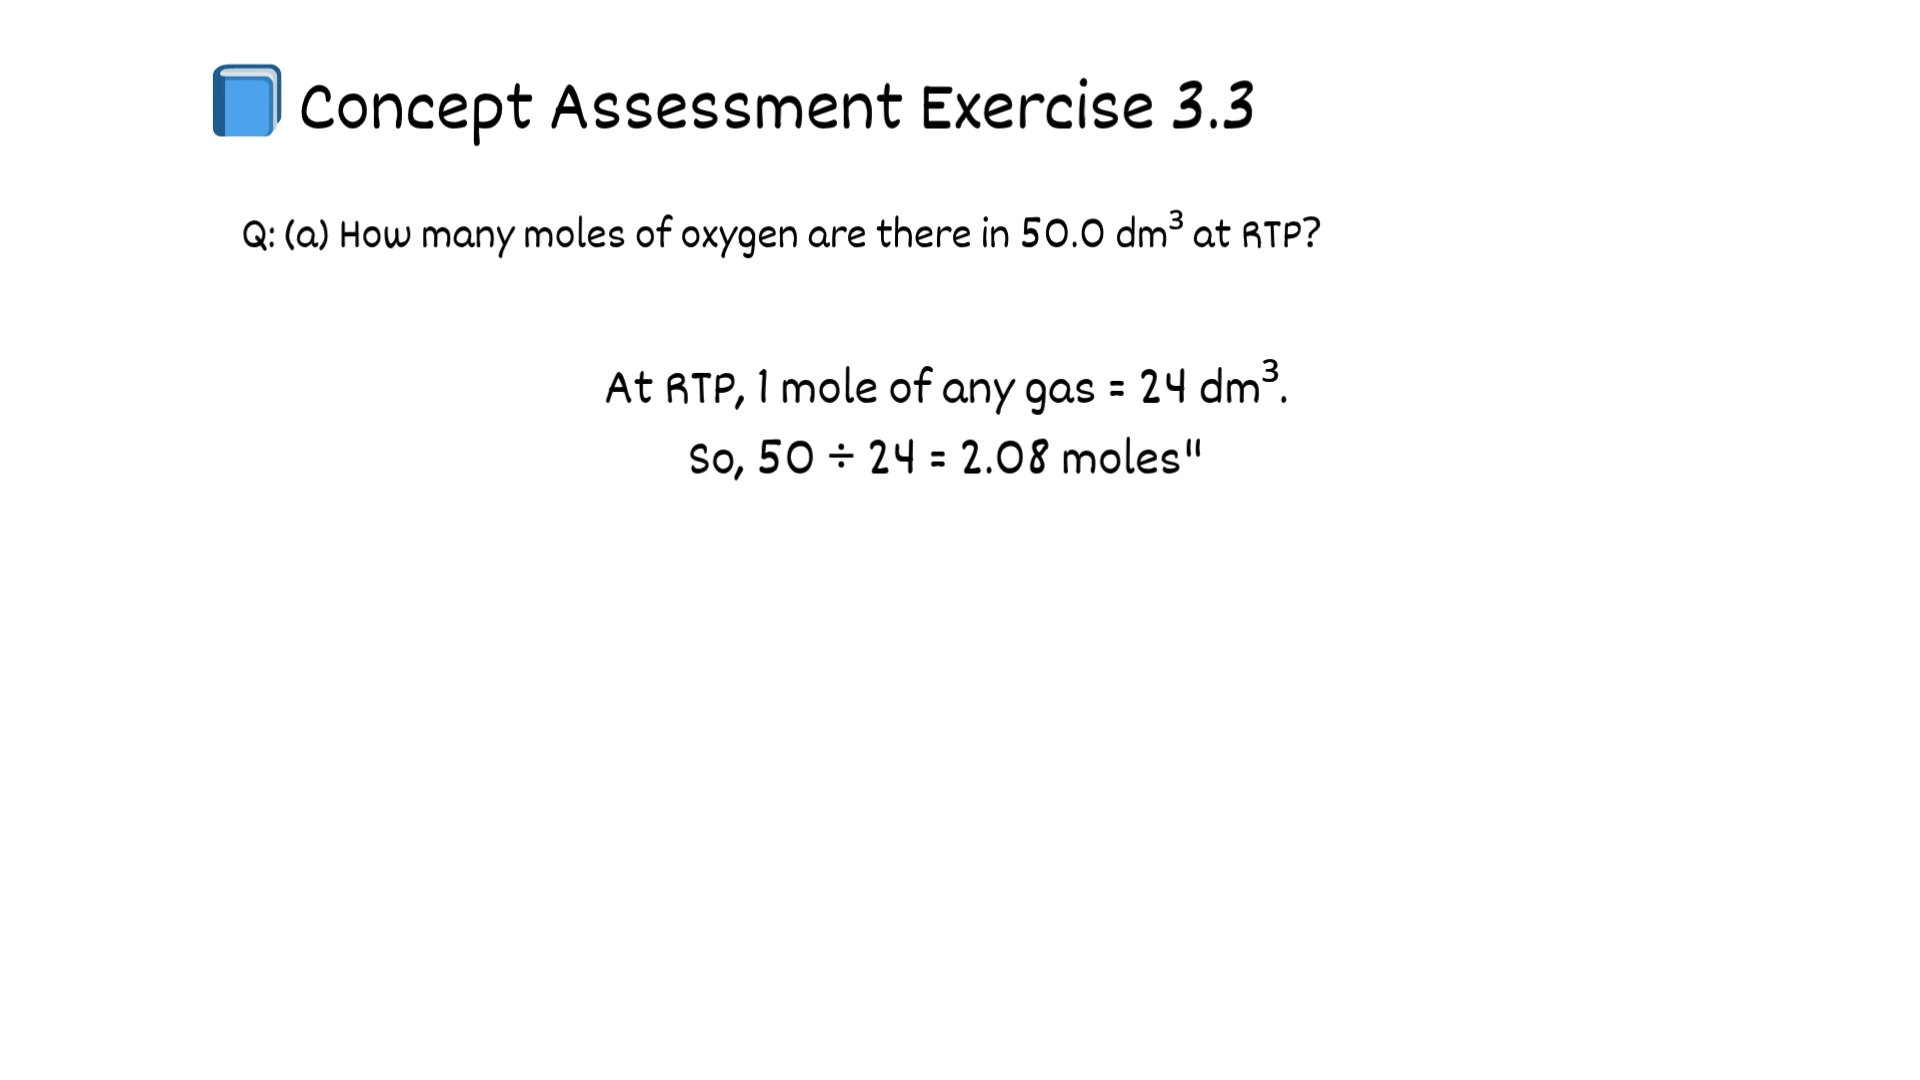 Concept Assessment Exercise 3.3
Q: (a) How many moles of oxygen are there in 50.0 dm³ at RTP?
At RTP, 1 mole of any gas = 24 dm³.
So, 50 ÷ 24 = 2.08 moles"